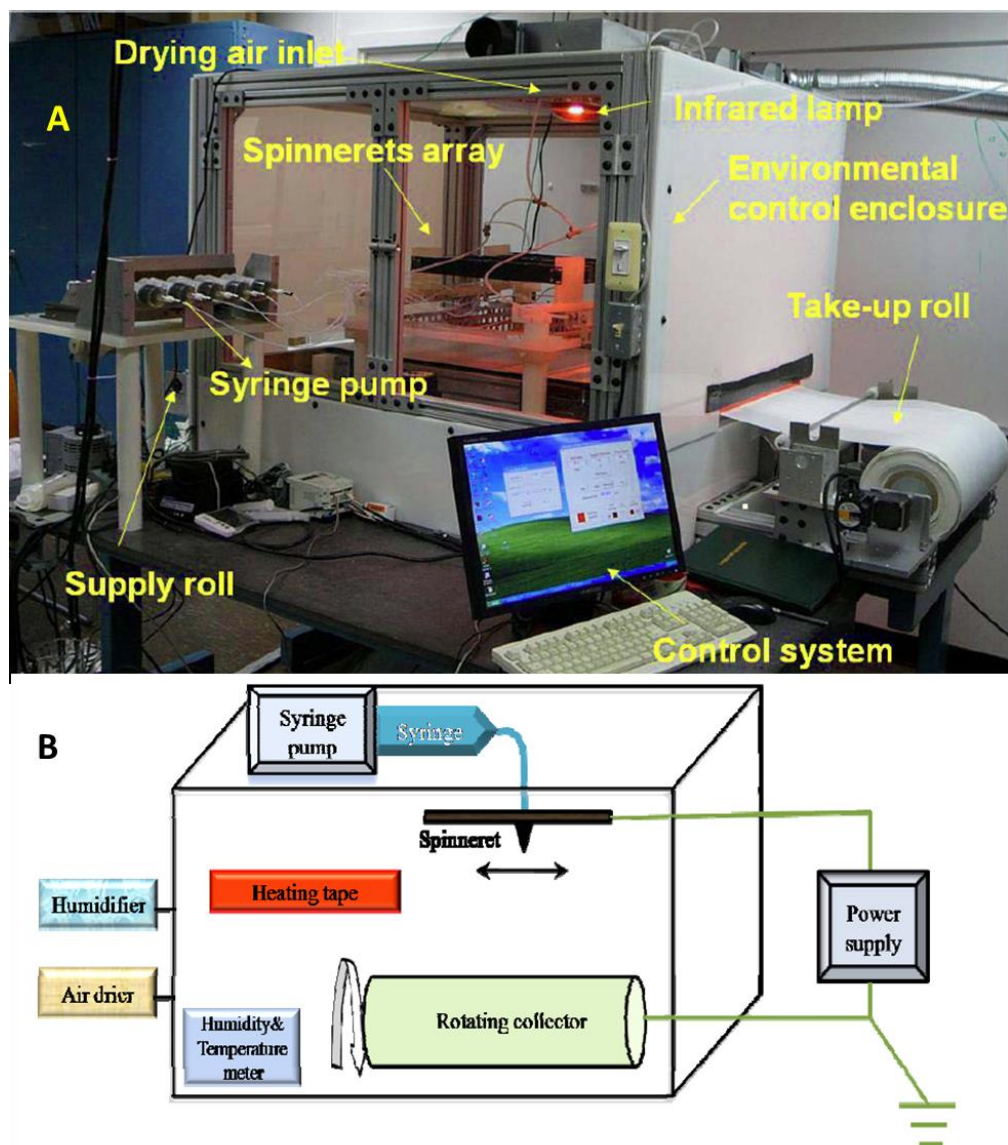 Drying air inlet
A
Infrared lamp
Spinnerets array
Environmental
control enclosure
Take-up roll
Syringe pump
Supply roll
Control system
B
Syringe
pump
Syringe
Spinneret
Heating tape
Humidifier
Power
supply
Air drier
Rotating collector
Humidity&
Temperature
meter